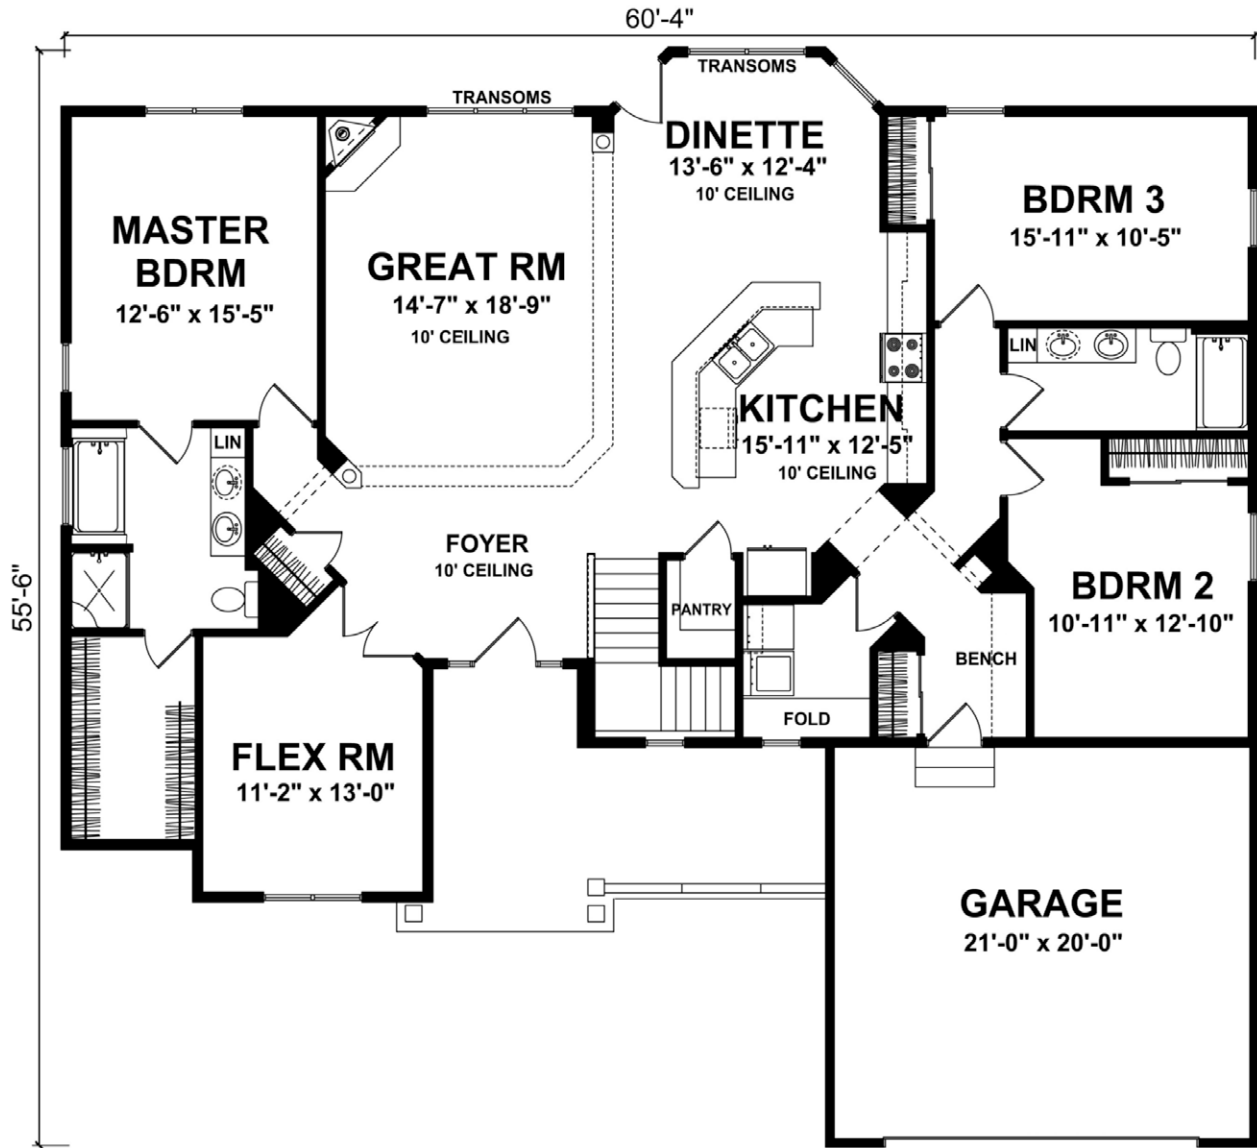 60'-4"
TRANSOMS
TRANSOMS
DINETTE
13'-6" x 12'-4"
10' CEILING
BDRM 3
15'-11" x 10'-5"
MASTER
BDRM
12'-6" x 15'-5"
GREAT RM
14'-7" x 18'-9"
10' CEILING
LIN
KITCHEN
15'-11" x 12'-5"
10' CEILING
LIN
FOYER
10' CEILING
55'-6"
PANTRY
BDRM 2
10'-11" x 12'-10"
BENCH
FOLD
FLEX RM
11'-2" x 13'-0"
GARAGE
21'-0" x 20'-0"